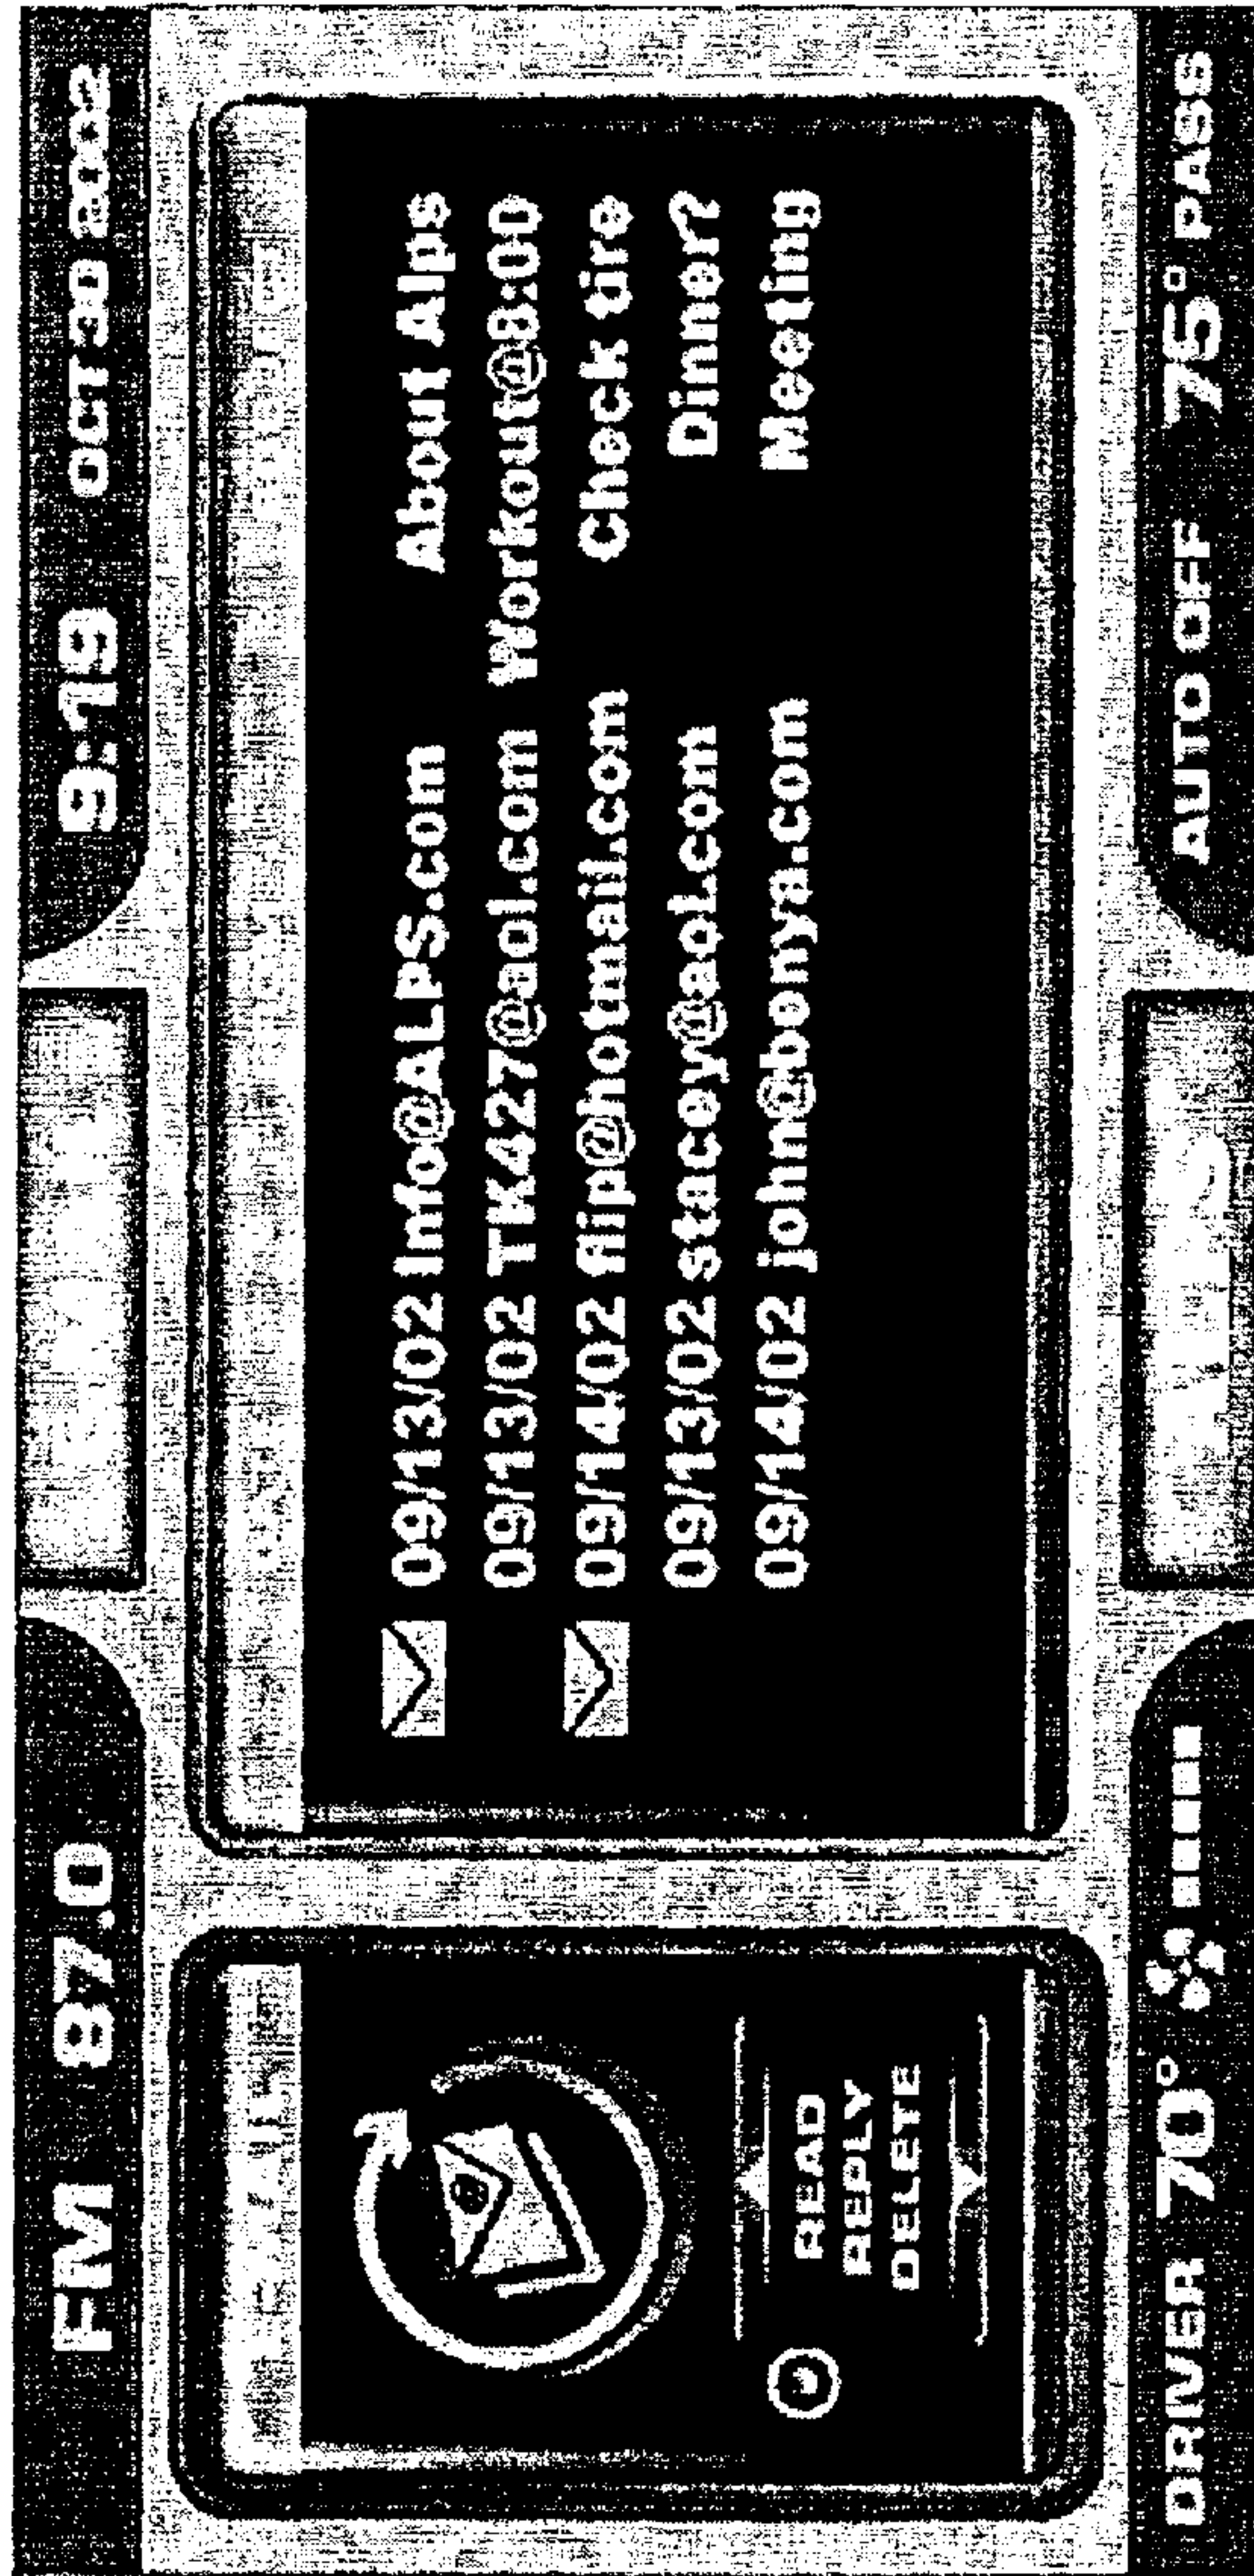 FM 87.0
9:19 OCT 30 2002
E-MAIL
09/13/02 Info@ALPS.com About Alps
09/13/02 TK427@aol.com Workout@8:00
09/14/02 flip@hotmail.com Check tire
09/13/02 stacey@aol.com Dinner?
09/14/02 john@bonya.com Meeting
READ
REPLY
DELETE
DRIVER 70°
AUTO OFF 75° PASS